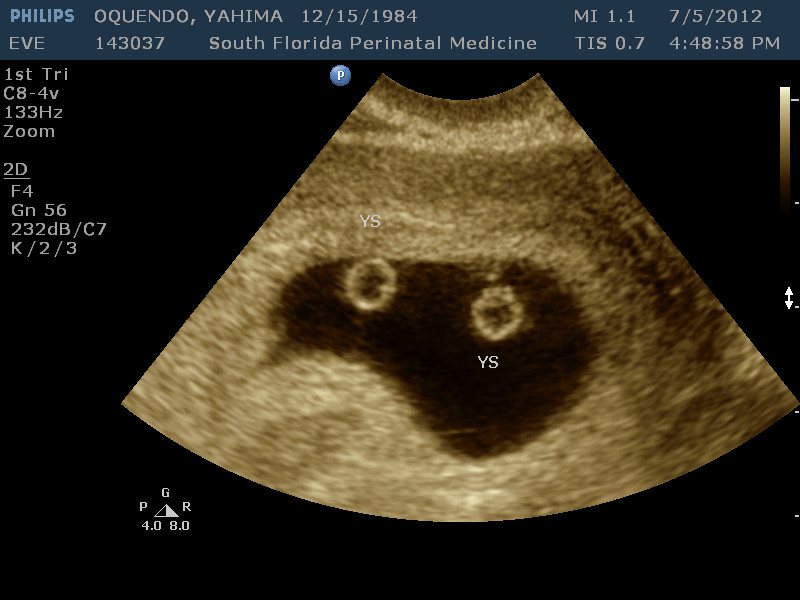 PHILIPS OQUENDO, YAHIMA 12/15/1984 MI 1.1 7/5/2012
EVE 143037 South Florida Perinatal Medicine TIS 0.7 4:48:58 PM
P
1st Tri
C8-4v
133Hz
Zoom
2D
F4
Gn 56
232dB/C7
K/2/3
YS
YS
G
P R
4.0 8.0